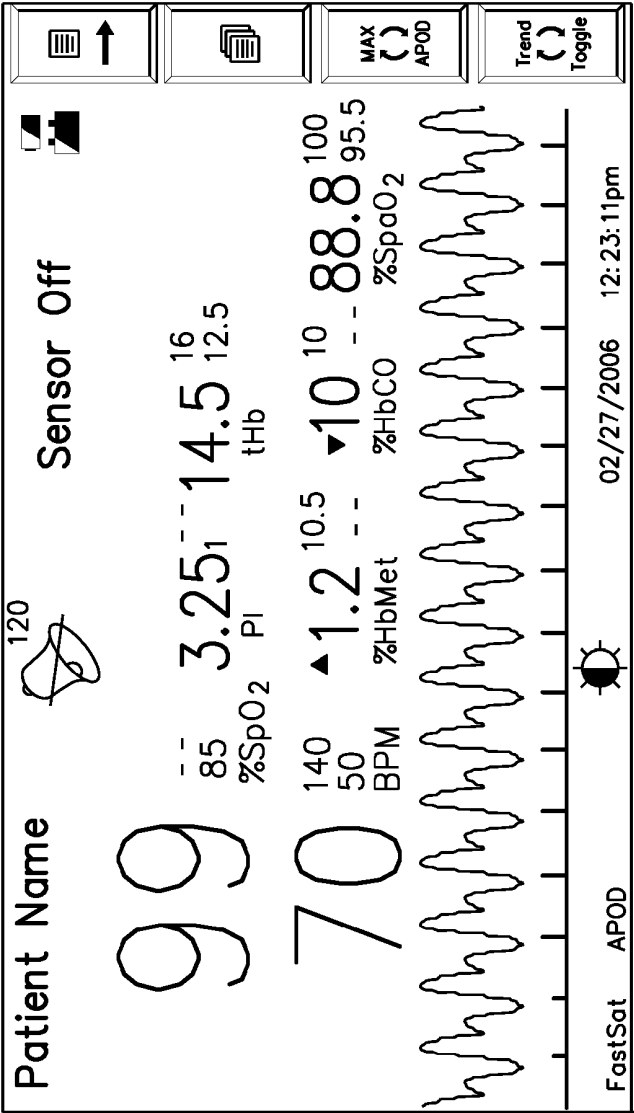 Patient Name
120
Sensor Off
99
--
85
%SpO2
3.25
1
PI
--
14.5
16
12.5
tHb
70
140
50
BPM
▲1.2
10.5
--
%HbMet
▼10
10
--
%HbCO
88.8
100
95.5
%SpaO2
FastSat APOD 02/27/2006 12:23:11pm
MAX
APOD
Trend
Toggle